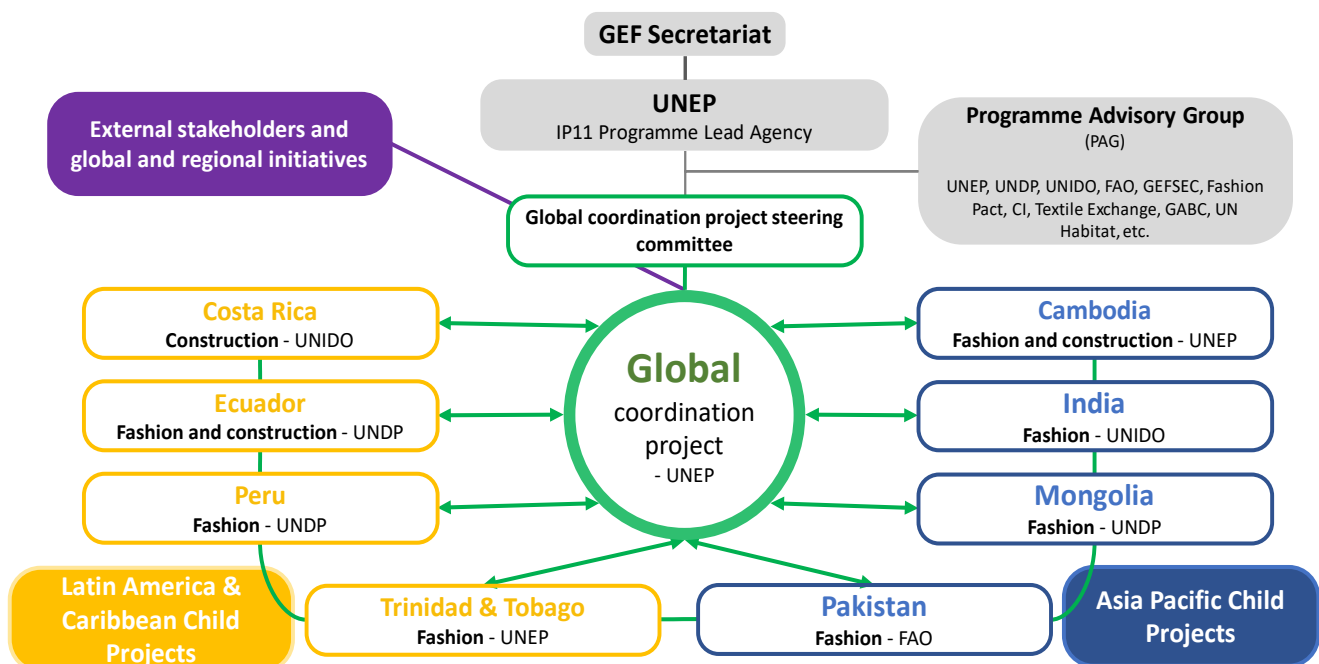 GEF Secretariat
UNEP
IP11 Programme Lead Agency
External stakeholders and
global and regional initiatives
Programme Advisory Group
(PAG)
UNEP, UNDP, UNIDO, FAO, GEFSEC, Fashion
Pact, CI, Textile Exchange, GABC, UN
Habitat, etc.
Global coordination project steering
committee
Costa Rica
Construction - UNIDO
Ecuador
Fashion and construction - UNDP
Peru
Fashion - UNDP
Global
coordination
project
- UNEP
Cambodia
Fashion and construction - UNEP
India
Fashion - UNIDO
Mongolia
Fashion - UNDP
Latin America &
Caribbean Child
Projects
Trinidad & Tobago
Fashion - UNEP
Pakistan
Fashion - FAO
Asia Pacific Child
Projects